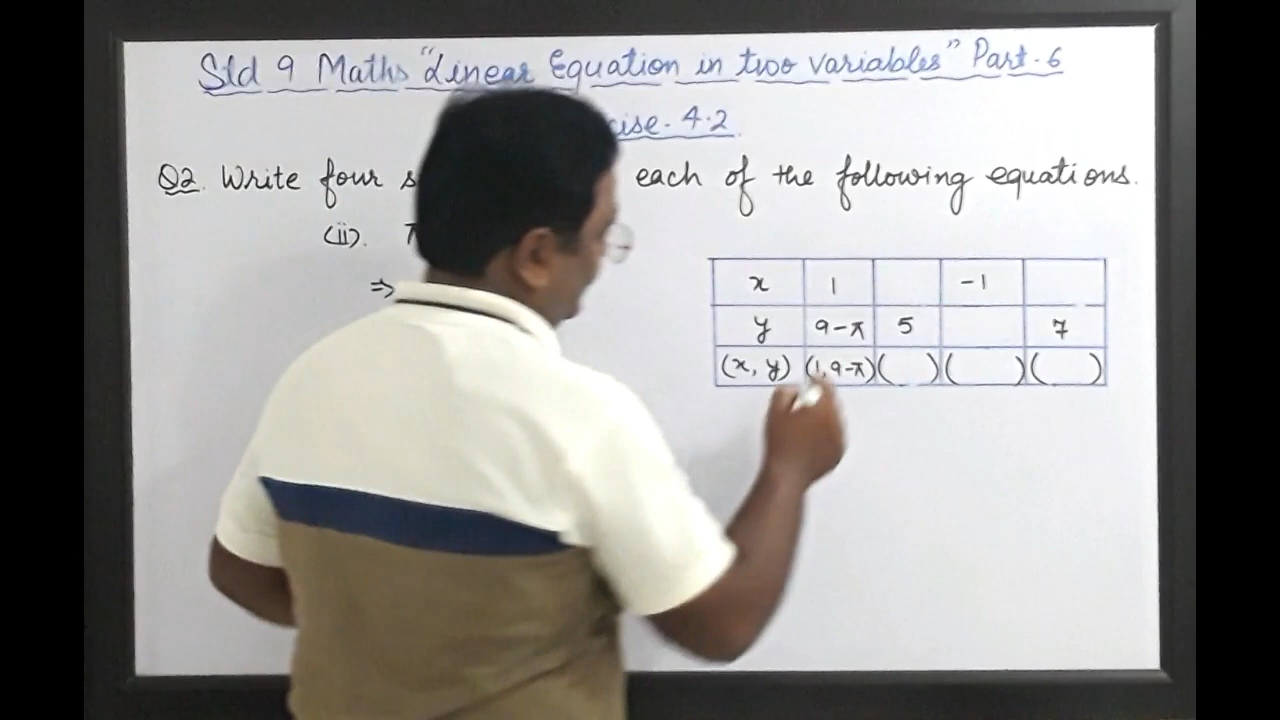 Std 9 Maths "Linear Equation in two variables" Part-6
cise-4.2
Q2. Write four s each of the following equations.
(ii). π
⇒
x 1 -1
y 9-π 5 7
(x, y) (1, 9-π) ( ) ( ) ( )